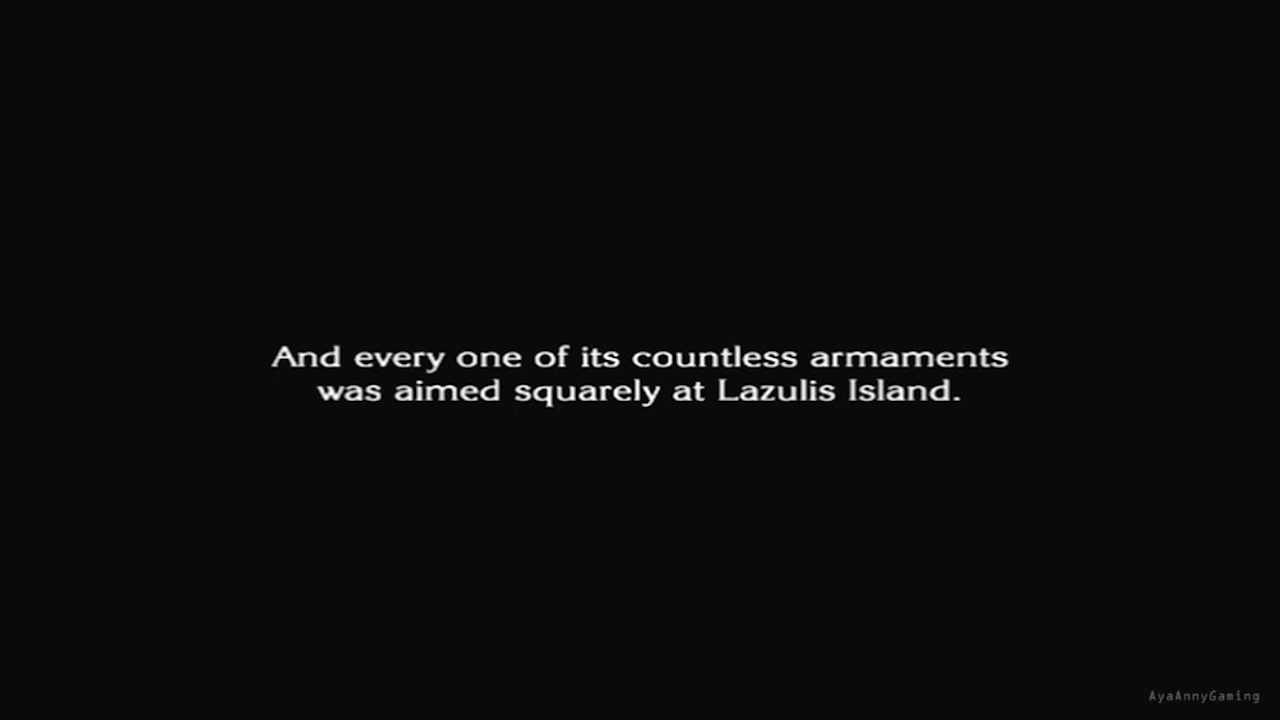 And every one of its countless armaments
was aimed squarely at Lazulis Island.
AyaAnnyGaming